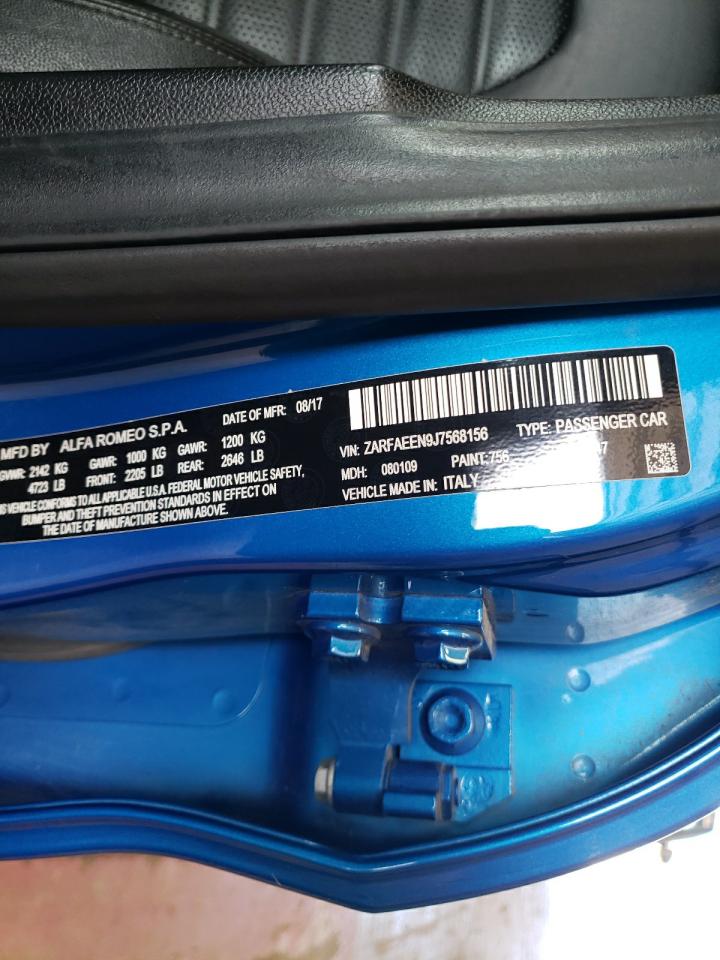 MFD BY ALFA ROMEO S.P.A. DATE OF MFR: 08/17
GVWR: 2142 KG GAWR: 1000 KG GAWR: 1200 KG
4723 LB FRONT: 2205 LB REAR: 2646 LB
VEHICLE CONFORMS TO ALL APPLICABLE U.S.A. FEDERAL MOTOR VEHICLE SAFETY,
BUMPER AND THEFT PREVENTION STANDARDS IN EFFECT ON
THE DATE OF MANUFACTURE SHOWN ABOVE.
VIN: ZARFAEEN9J7568156 TYPE: PASSENGER CAR
MDH: 080109 PAINT: 756
VEHICLE MADE IN: ITALY